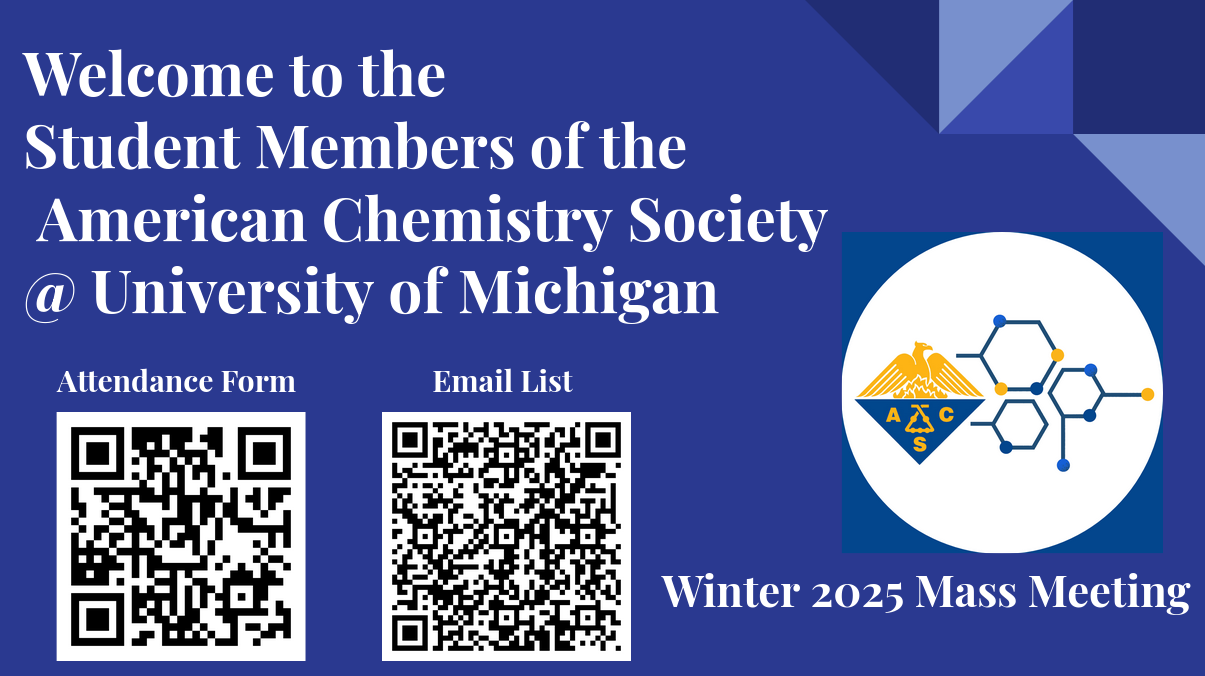 Welcome to the
Student Members of the
American Chemistry Society
@ University of Michigan
Attendance Form
Email List
A C
S
Winter 2025 Mass Meeting